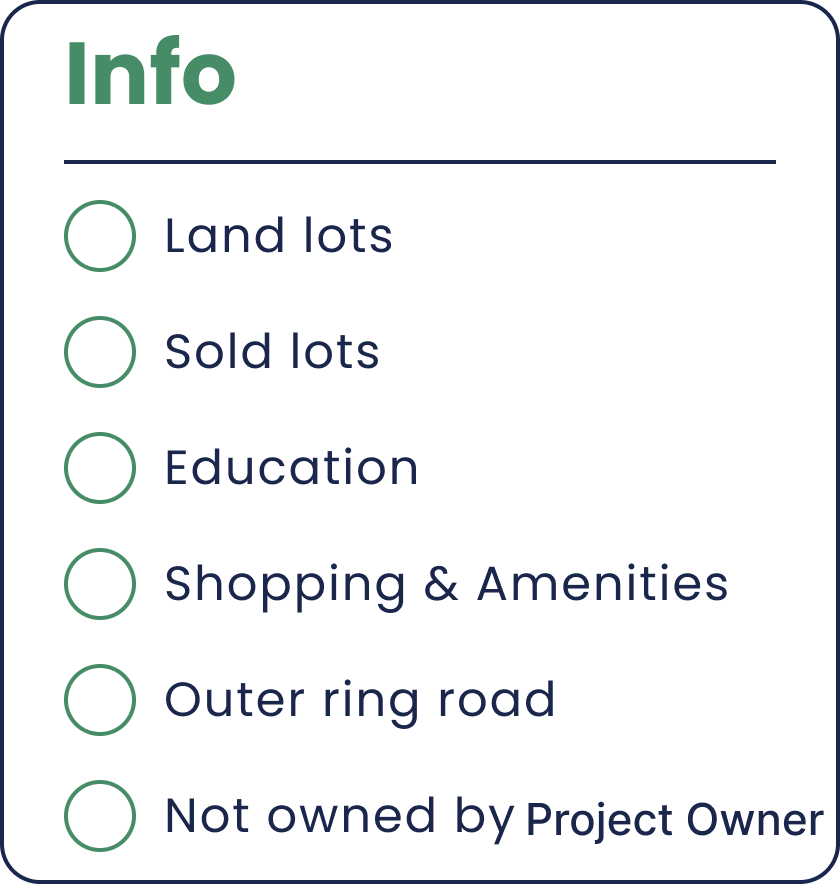 Info
Land lots
Sold lots
Education
Shopping & Amenities
Outer ring road
Not owned by Project Owner